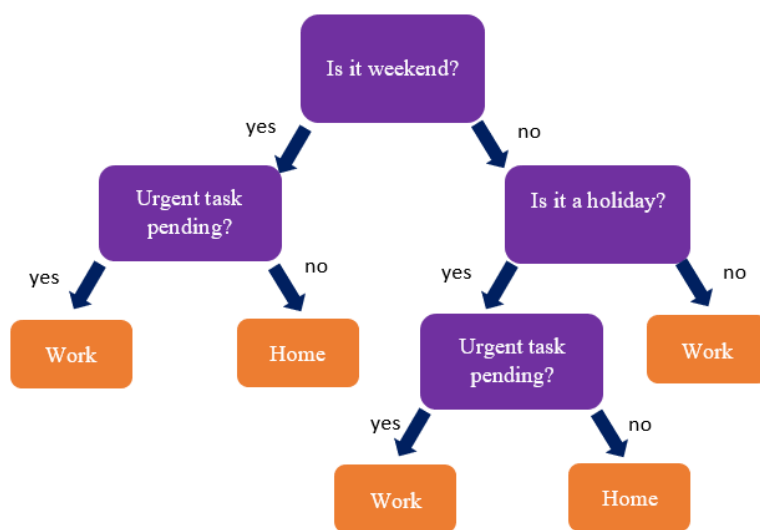 Is it weekend?
yes
no
Urgent task
pending?
Is it a holiday?
yes
no
yes
no
Work
Home
Urgent task
pending?
Work
yes
no
Work
Home